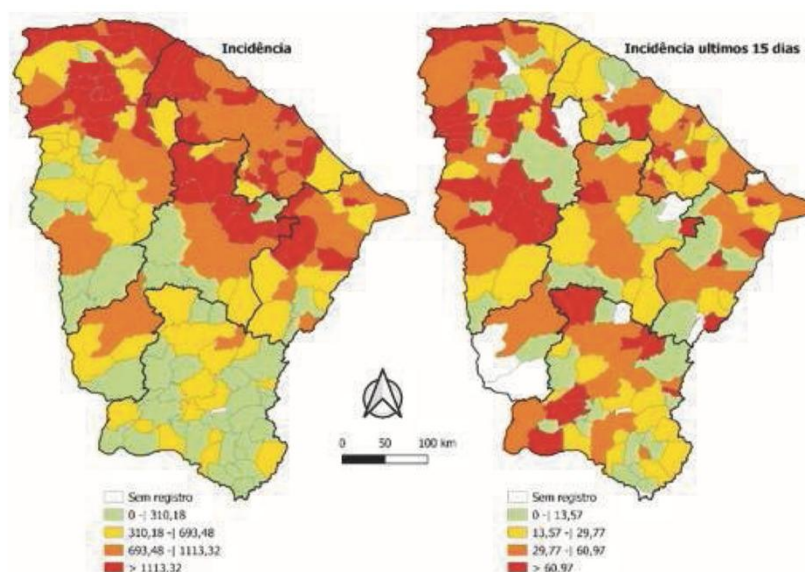 Incidência
Incidência ultimos 15 dias
0 50 100 km
Sem registro
0 -| 310,18
310,18 -| 693,48
693,48 -| 1113,32
> 1113,32
Sem registro
0 -| 13,57
13,57 -| 29,77
29,77 -| 60,97
> 60,97